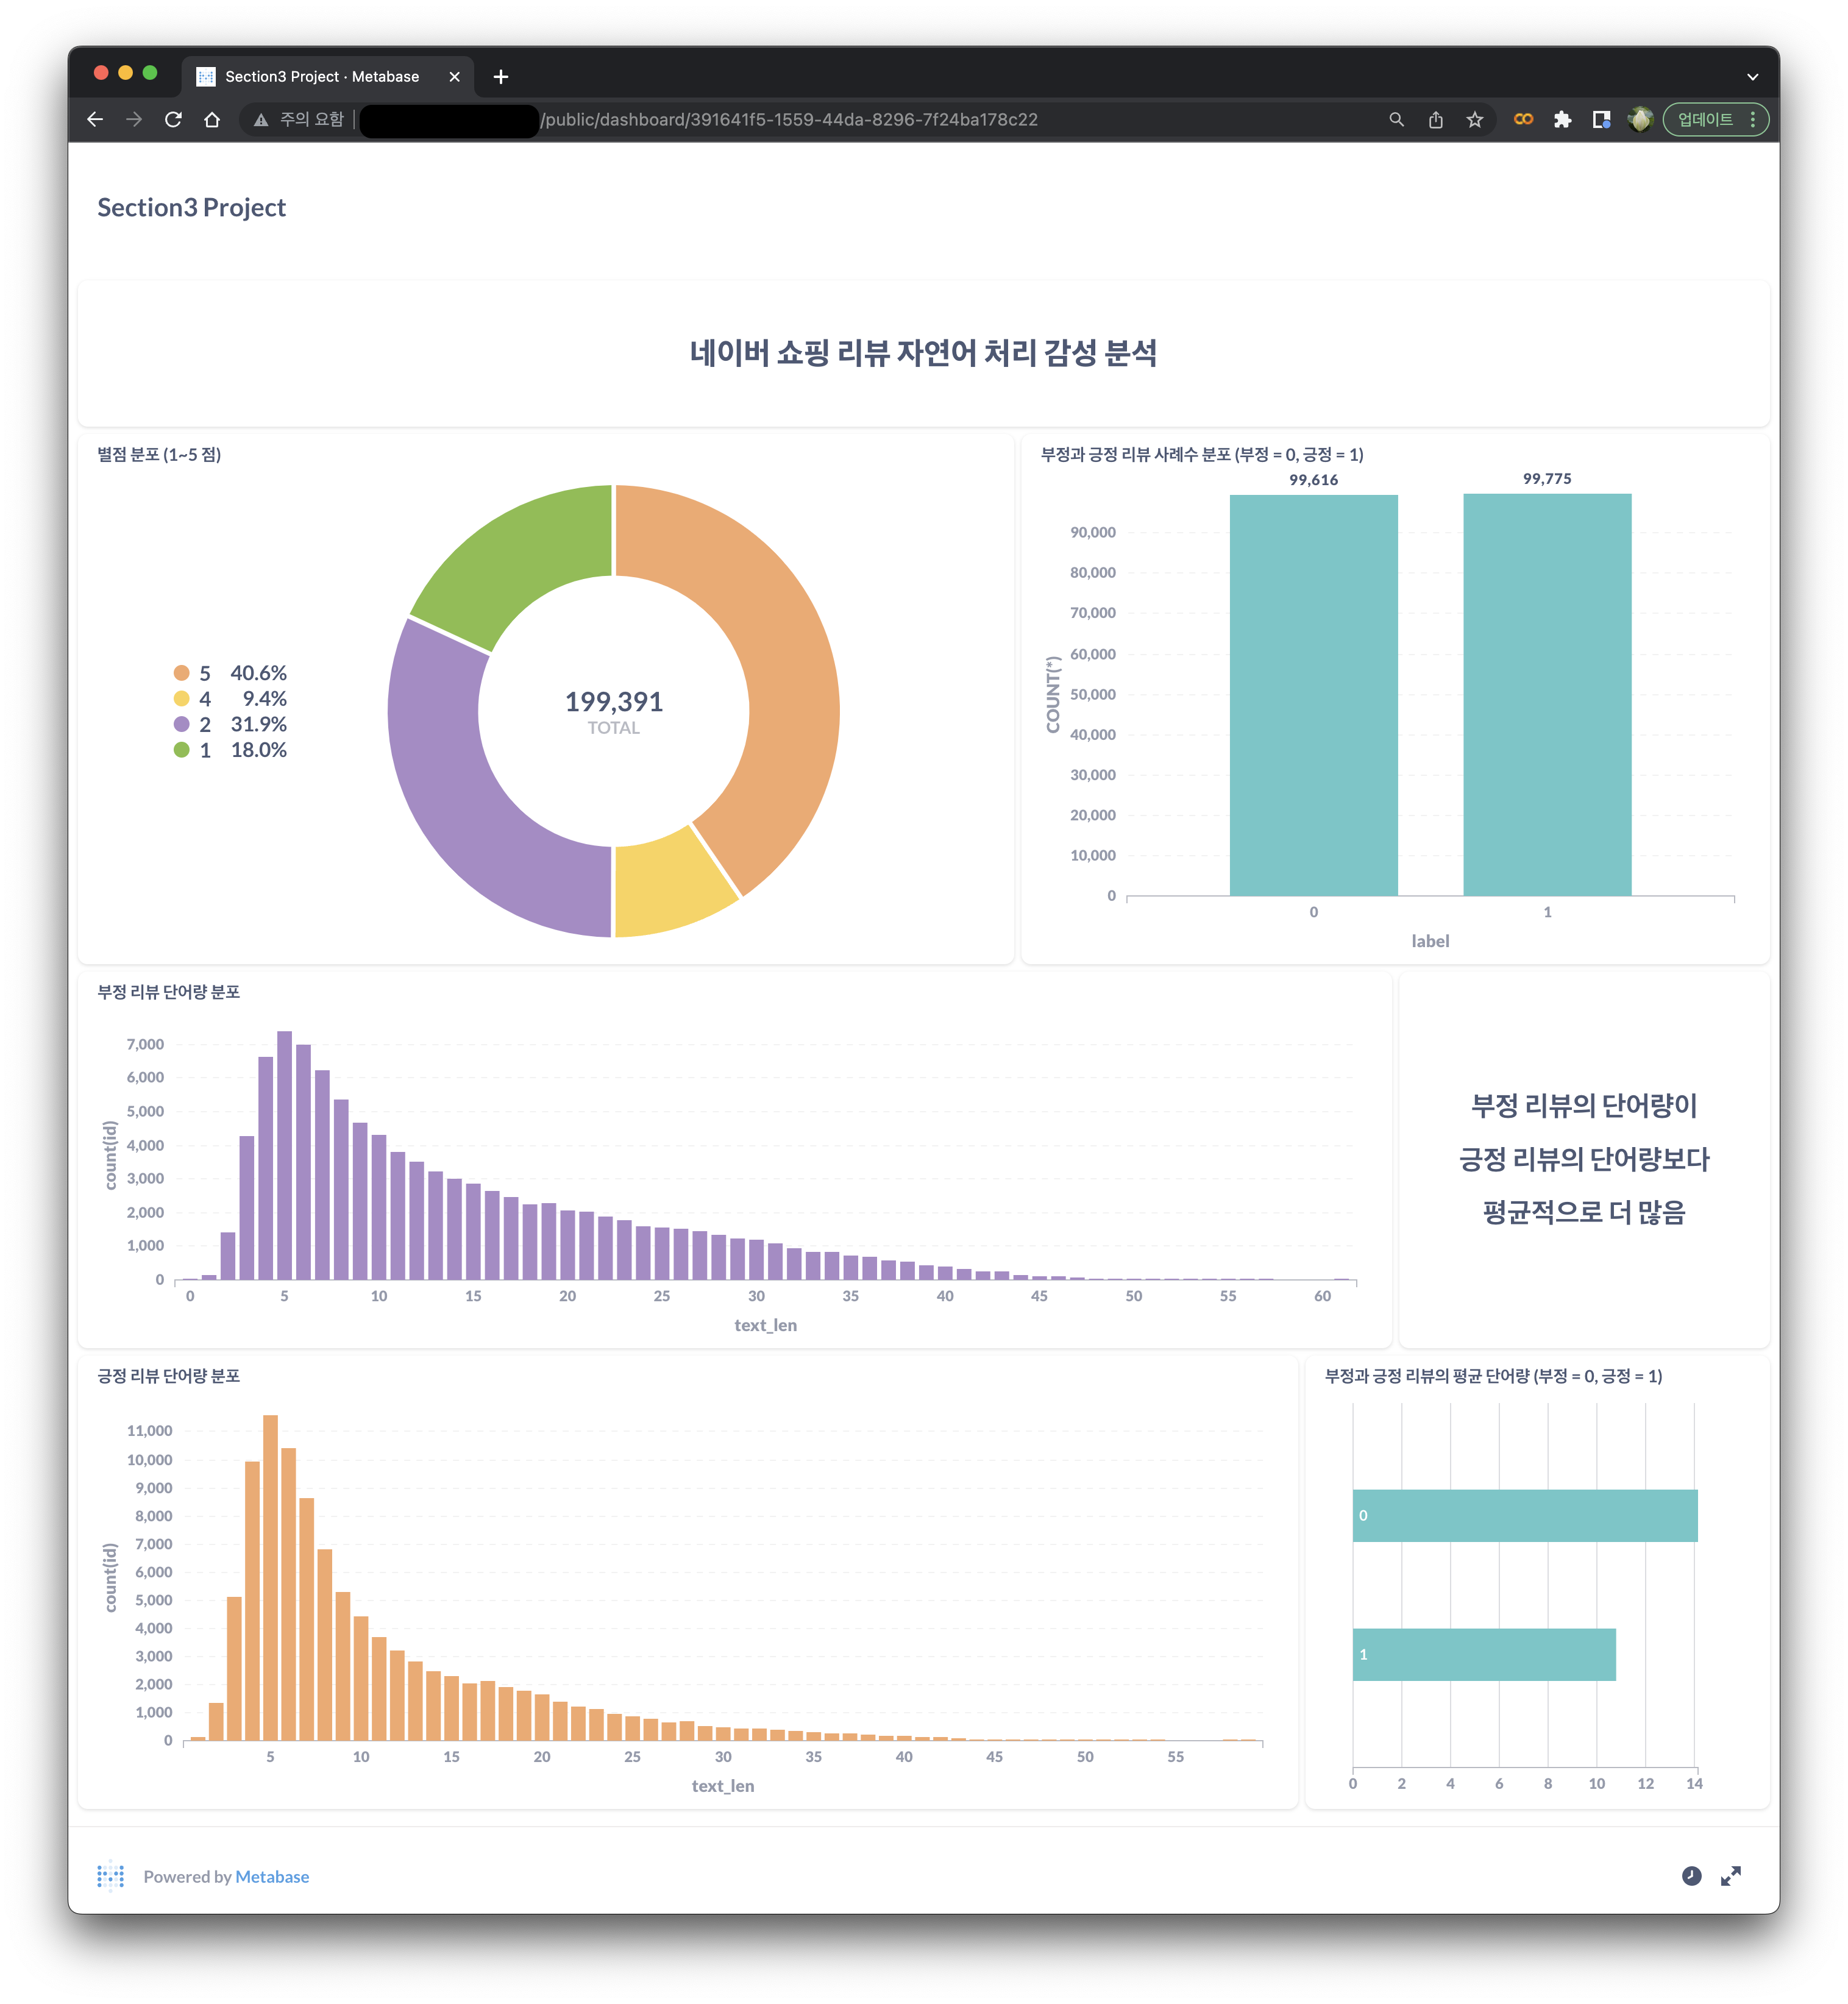 Section3 Project · Metabase
주의 요함
/public/dashboard/391641f5-1559-44da-8296-7f24ba178c22
업데이트
Section3 Project
네이버 쇼핑 리뷰 자연어 처리 감성 분석
별점 분포 (1~5 점)
5 40.6%
4 9.4%
2 31.9%
1 18.0%
199,391
TOTAL
부정과 긍정 리뷰 사례수 분포 (부정 = 0, 긍정 = 1)
99,616
99,775
90,000
80,000
70,000
60,000
50,000
40,000
30,000
20,000
10,000
0
COUNT(*)
0 1
label
부정 리뷰 단어량 분포
7,000
6,000
5,000
4,000
3,000
2,000
1,000
0
count(id)
0 5 10 15 20 25 30 35 40 45 50 55 60
text_len
부정 리뷰의 단어량이
긍정 리뷰의 단어량보다
평균적으로 더 많음
긍정 리뷰 단어량 분포
11,000
10,000
9,000
8,000
7,000
6,000
5,000
4,000
3,000
2,000
1,000
0
count(id)
5 10 15 20 25 30 35 40 45 50 55
text_len
부정과 긍정 리뷰의 평균 단어량 (부정 = 0, 긍정 = 1)
0
1
0 2 4 6 8 10 12 14
Powered by Metabase